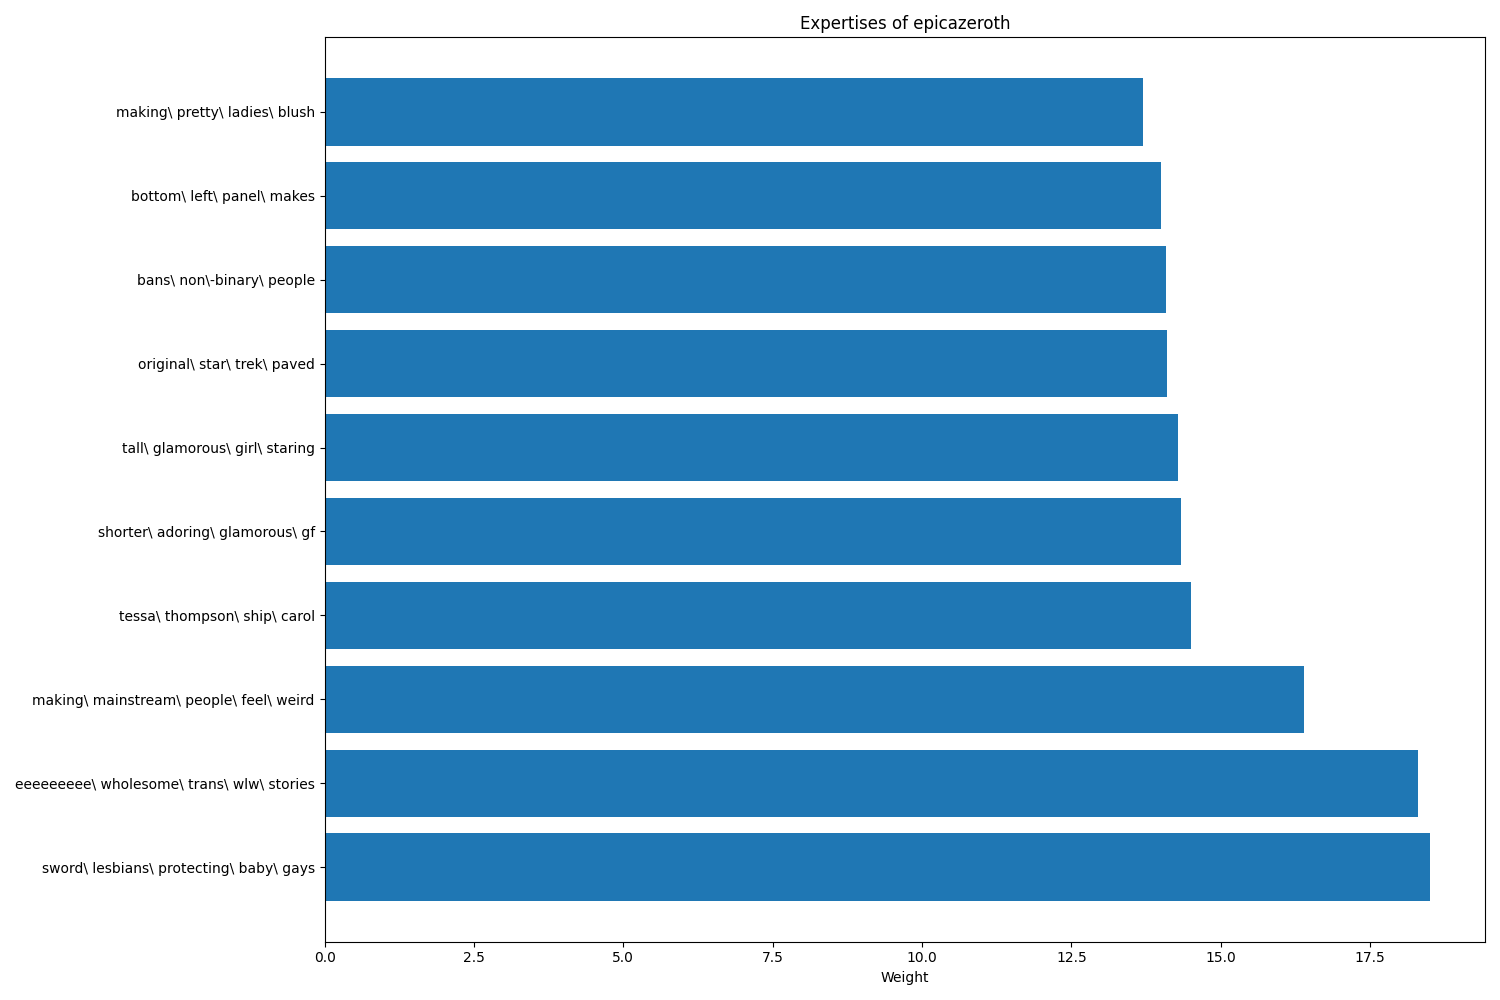 Expertises of epicazeroth
making\ pretty\ ladies\ blush
bottom\ left\ panel\ makes
bans\ non\-binary\ people
original\ star\ trek\ paved
tall\ glamorous\ girl\ staring
shorter\ adoring\ glamorous\ gf
tessa\ thompson\ ship\ carol
making\ mainstream\ people\ feel\ weird
eeeeeeeee\ wholesome\ trans\ wlw\ stories
sword\ lesbians\ protecting\ baby\ gays
0.0 2.5 5.0 7.5 10.0 12.5 15.0 17.5
Weight